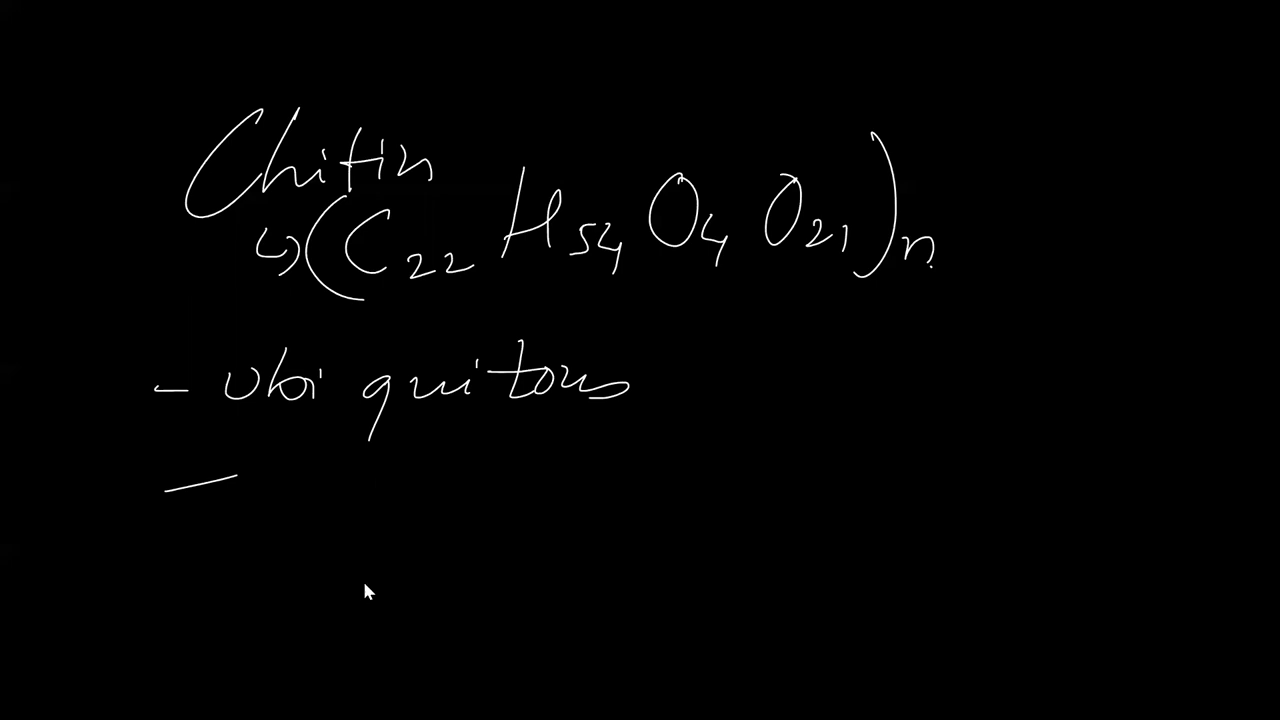 Chitin
↳(C₂₂ H₅₄ O₄ O₂₁)ₙ
- Ubiquitous
-